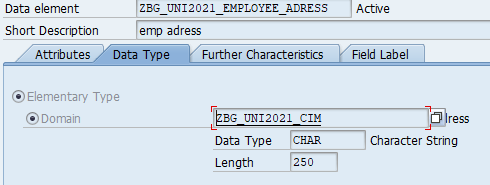 Data element ZBG_UNI2021_EMPLOYEE_ADRESS Active
Short Description emp adress
Attributes Data Type Further Characteristics Field Label
Elementary Type
Domain ZBG_UNI2021_CIM lress
Data Type CHAR Character String
Length 250